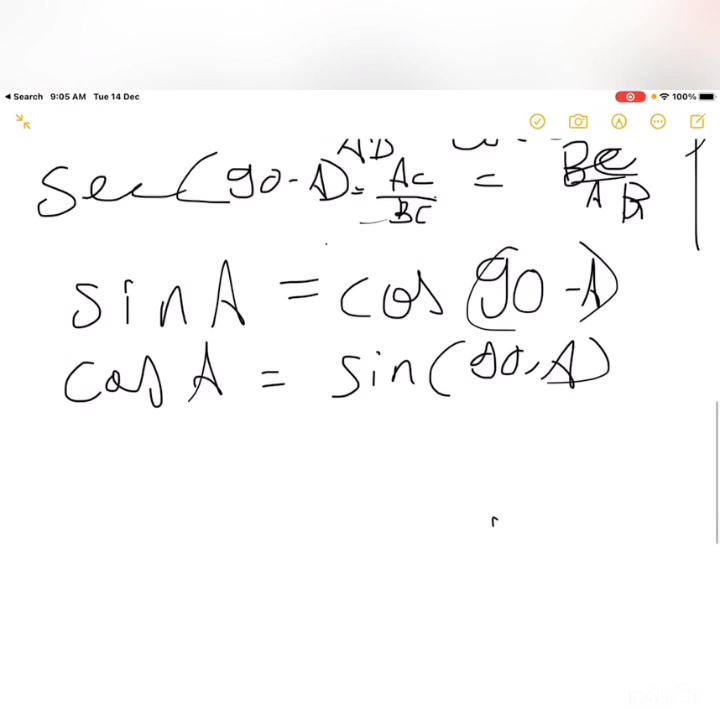 Search 9:05 AM Tue 14 Dec 100%
Sec(90-A) = AC/BC = BC/AB
sin A = cos(90-A)
cos A = sin(90-A)